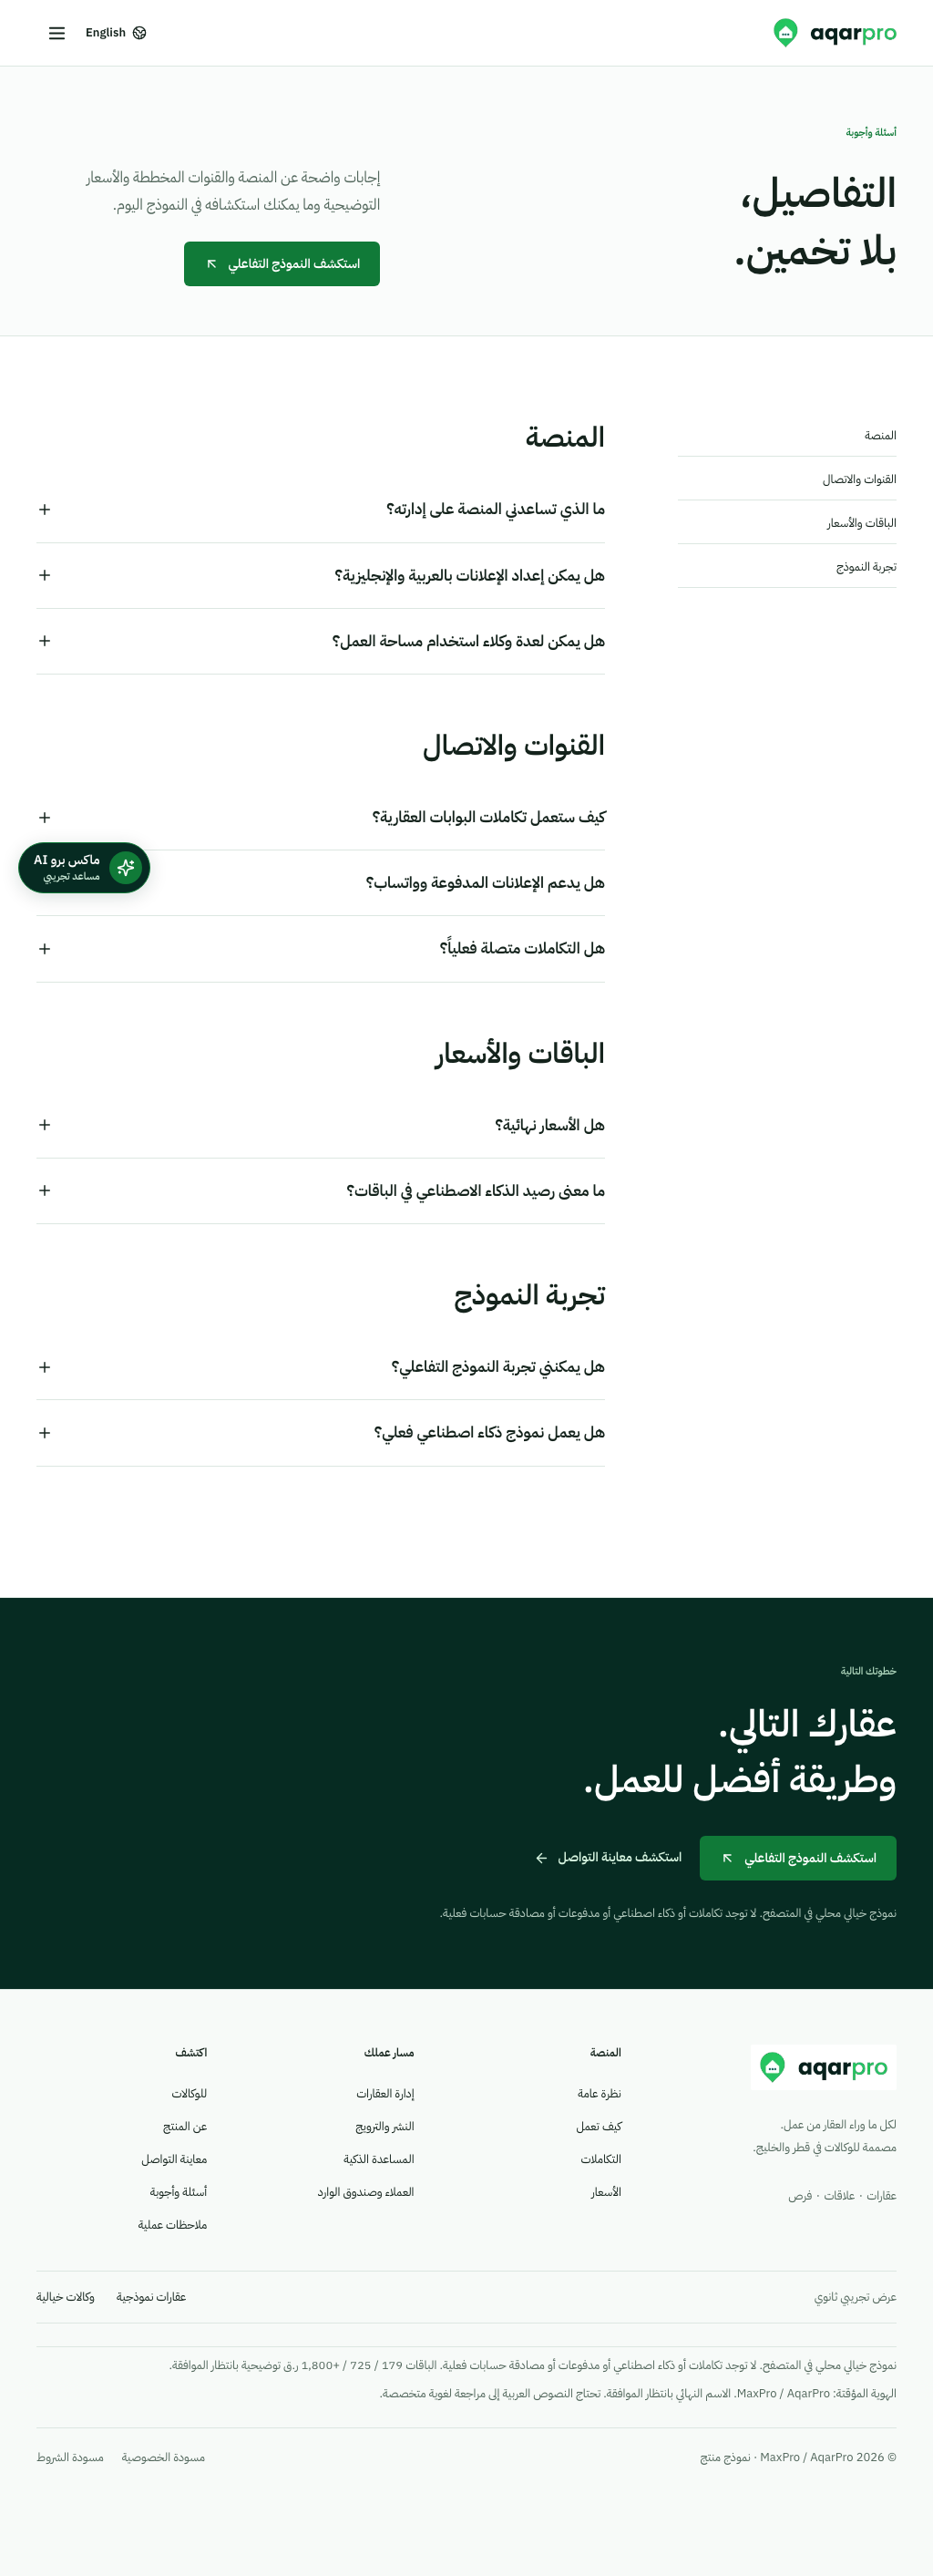 aqarpro
English
أسئلة وأجوبة
التفاصيل،
بلا تخمين.
إجابات واضحة عن المنصة والقنوات المخططة والأسعار
التوضيحية وما يمكنك استكشافه في النموذج اليوم.
استكشف النموذج التفاعلي
المنصة
القنوات والاتصال
الباقات والأسعار
تجربة النموذج
المنصة
ما الذي تساعدني المنصة على إدارته؟
هل يمكن إعداد الإعلانات بالعربية والإنجليزية؟
هل يمكن لعدة وكلاء استخدام مساحة العمل؟
القنوات والاتصال
كيف ستعمل تكاملات البوابات العقارية؟
هل يدعم الإعلانات المدفوعة وواتساب؟
هل التكاملات متصلة فعلياً؟
ماكس برو AI
مساعد تجريبي
الباقات والأسعار
هل الأسعار نهائية؟
ما معنى رصيد الذكاء الاصطناعي في الباقات؟
تجربة النموذج
هل يمكنني تجربة النموذج التفاعلي؟
هل يعمل نموذج ذكاء اصطناعي فعلي؟
خطوتك التالية
عقارك التالي.
وطريقة أفضل للعمل.
استكشف النموذج التفاعلي
استكشف معاينة التواصل
نموذج خيالي محلي في المتصفح. لا توجد تكاملات أو ذكاء اصطناعي أو مدفوعات أو مصادقة حسابات فعلية.
aqarpro
لكل ما وراء العقار من عمل.
مصممة للوكالات في قطر والخليج.
عقارات · علاقات · فرص
المنصة
نظرة عامة
كيف تعمل
التكاملات
الأسعار
مسار عملك
إدارة العقارات
النشر والترويج
المساعدة الذكية
العملاء وصندوق الوارد
اكتشف
للوكالات
عن المنتج
معاينة التواصل
أسئلة وأجوبة
ملاحظات عملية
عرض تجريبي ثانوي
عقارات نموذجية
وكالات خيالية
نموذج خيالي محلي في المتصفح. لا توجد تكاملات أو ذكاء اصطناعي أو مدفوعات أو مصادقة حسابات فعلية. الباقات 179 / 725 / +1,800 ر.ق توضيحية بانتظار الموافقة.
الهوية المؤقتة: MaxPro / AqarPro. الاسم النهائي بانتظار الموافقة. تحتاج النصوص العربية إلى مراجعة لغوية متخصصة.
© 2026 MaxPro / AqarPro · نموذج منتج
مسودة الخصوصية
مسودة الشروط